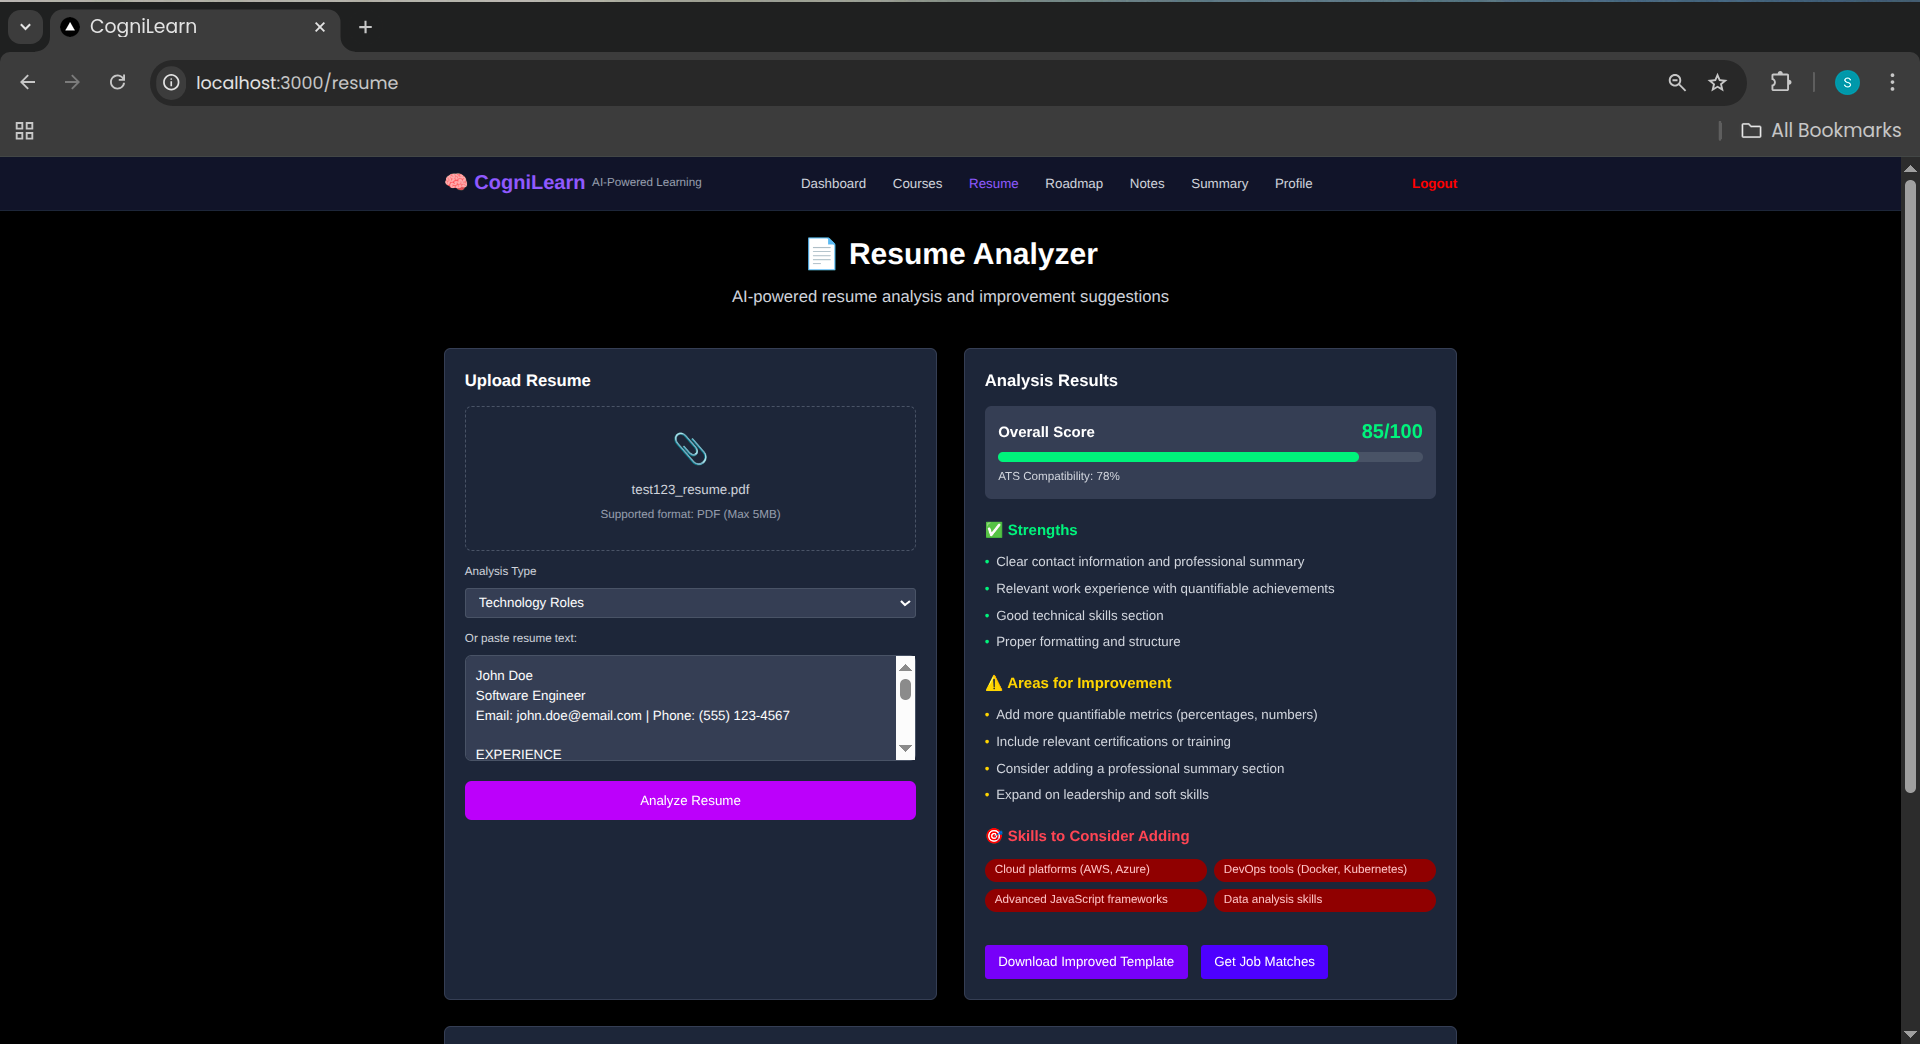 CogniLearn
localhost:3000/resume
S
All Bookmarks
CogniLearn AI-Powered Learning Dashboard Courses Resume Roadmap Notes Summary Profile Logout
Resume Analyzer
AI-powered resume analysis and improvement suggestions
Upload Resume
test123_resume.pdf
Supported format: PDF (Max 5MB)
Analysis Type
Technology Roles
Or paste resume text:
John Doe
Software Engineer
Email: john.doe@email.com | Phone: (555) 123-4567
EXPERIENCE
Analyze Resume
Analysis Results
Overall Score 85/100
ATS Compatibility: 78%
✅ Strengths
• Clear contact information and professional summary
• Relevant work experience with quantifiable achievements
• Good technical skills section
• Proper formatting and structure
⚠️ Areas for Improvement
• Add more quantifiable metrics (percentages, numbers)
• Include relevant certifications or training
• Consider adding a professional summary section
• Expand on leadership and soft skills
🎯 Skills to Consider Adding
Cloud platforms (AWS, Azure) DevOps tools (Docker, Kubernetes)
Advanced JavaScript frameworks Data analysis skills
Download Improved Template Get Job Matches